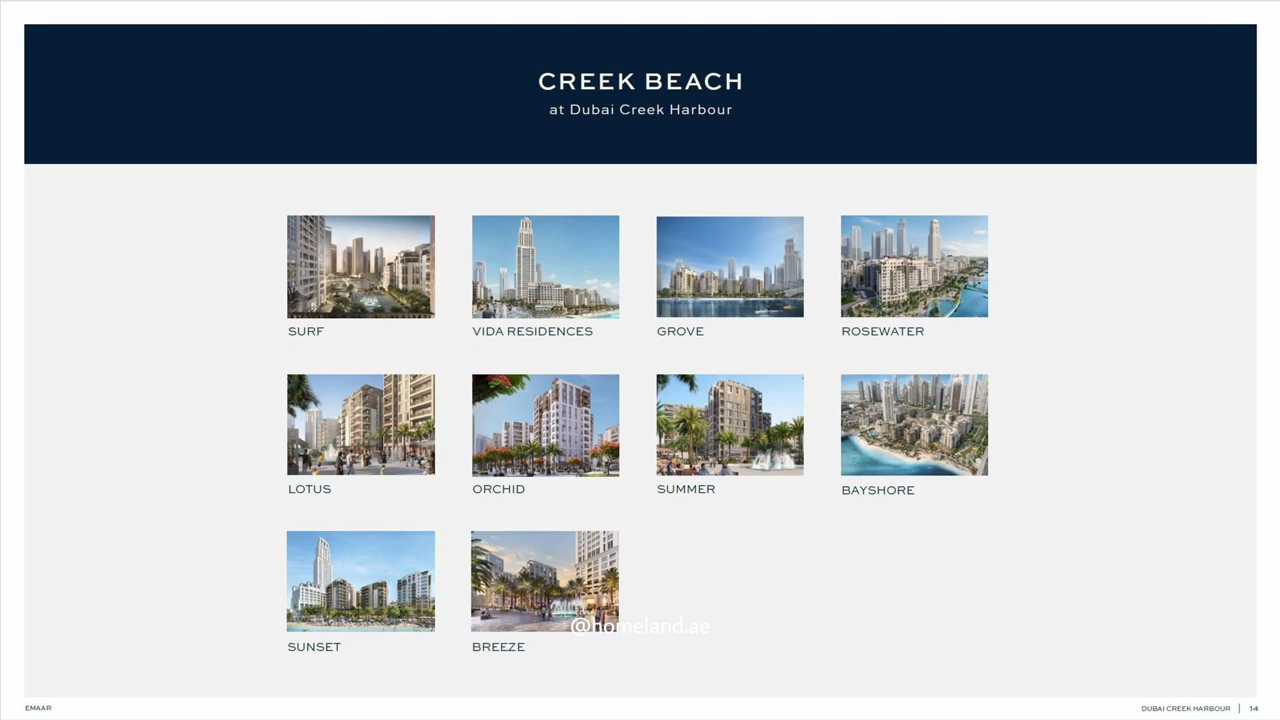 CREEK BEACH
at Dubai Creek Harbour
SURF
VIDA RESIDENCES
GROVE
ROSEWATER
LOTUS
ORCHID
SUMMER
BAYSHORE
SUNSET
BREEZE
@homeland.ae
EMAAR
DUBAI CREEK HARBOUR | 14